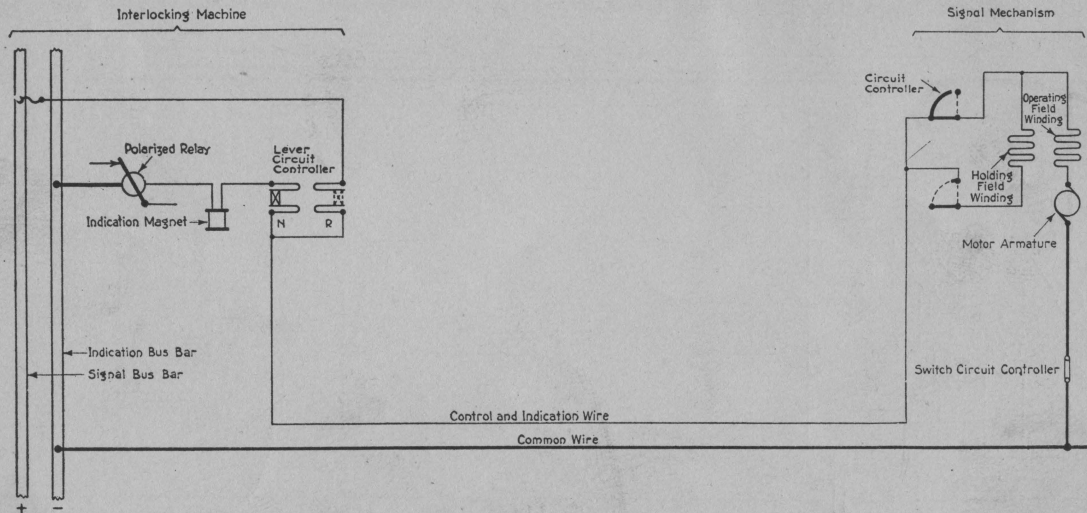 Interlocking Machine
Signal Mechanism
Circuit
Controller
Operating
Field
Winding
Polarized Relay
Lever
Circuit
Controller
Holding
Field
Winding
Indication Magnet
N
R
Motor Armature
Indication Bus Bar
Signal Bus Bar
Switch Circuit Controller
Control and Indication Wire
Common Wire
+
−